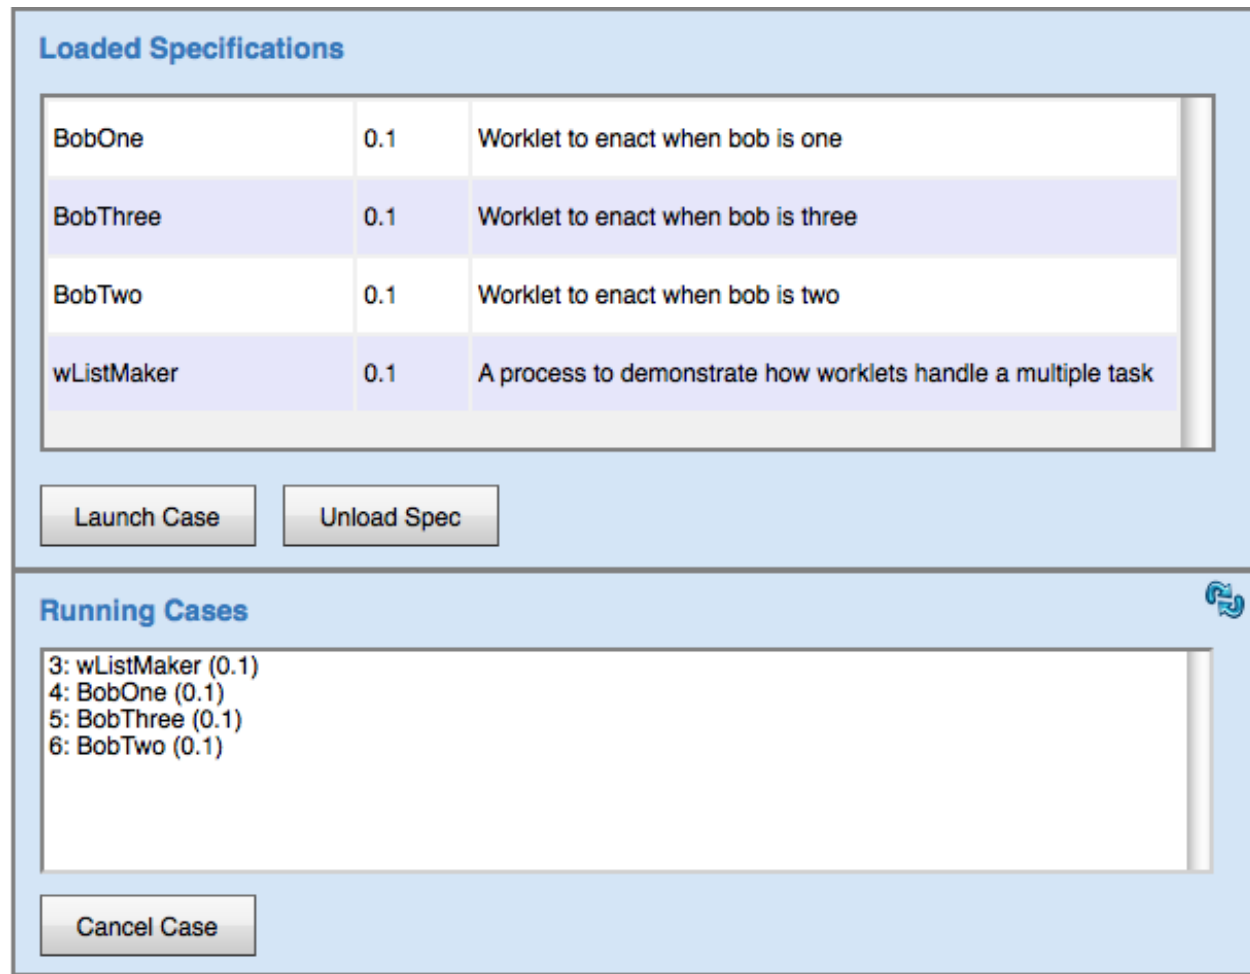 Loaded Specifications
BobOne 0.1 Worklet to enact when bob is one
BobThree 0.1 Worklet to enact when bob is three
BobTwo 0.1 Worklet to enact when bob is two
wListMaker 0.1 A process to demonstrate how worklets handle a multiple task
Launch Case Unload Spec
Running Cases
3: wListMaker (0.1)
4: BobOne (0.1)
5: BobThree (0.1)
6: BobTwo (0.1)
Cancel Case